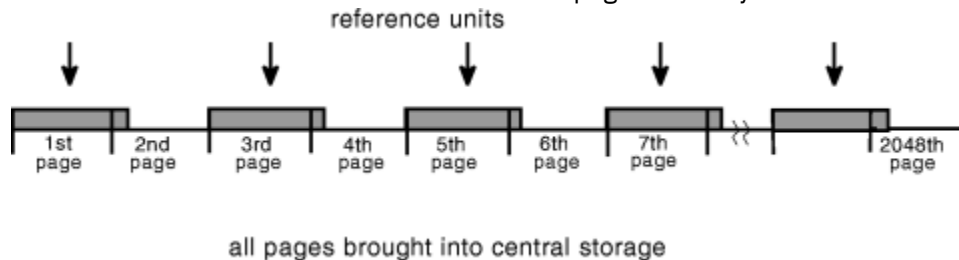 reference units
1st page
2nd page
3rd page
4th page
5th page
6th page
7th page
2048th page
all pages brought into central storage